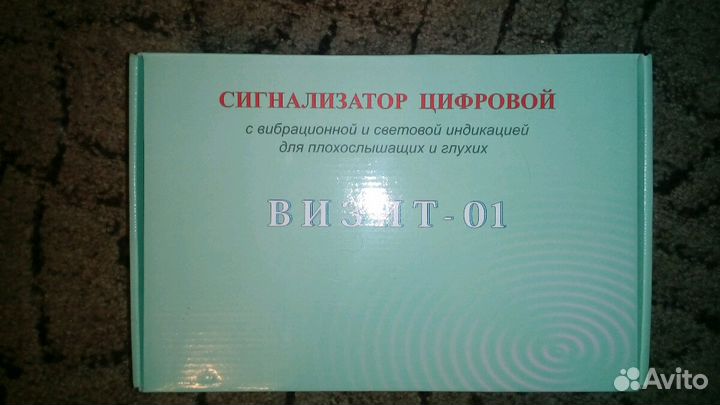 СИГНАЛИЗАТОР ЦИФРОВОЙ
с вибрационной и световой индикацией
для плохослышащих и глухих
ВИЗИТ-01
Avito